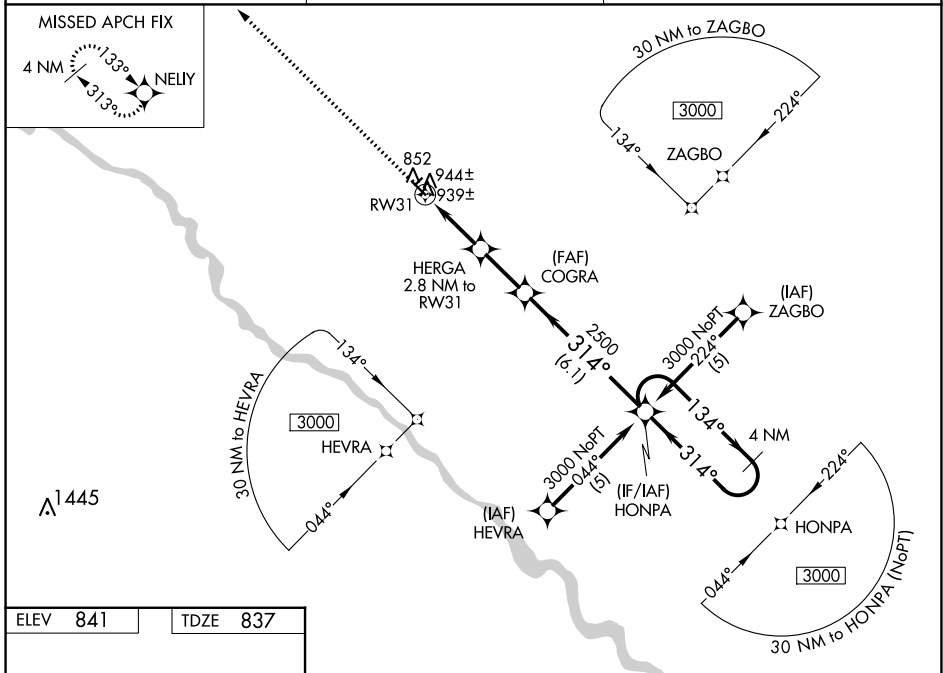 MISSED APCH FIX
4 NM
133°
NELIY
313°
30 NM to ZAGBO
3000
134°
224°
ZAGBO
852
944±
939±
RW31
HERGA
2.8 NM to
RW31
(FAF)
COGRA
(IAF)
ZAGBO
2500
314°
(6.1)
3000 NoPT
224°
(5)
134°
4 NM
314°
3000 NoPT
044°
(5)
(IF/IAF)
HONPA
(IAF)
HEVRA
30 NM to HEVRA
134°
3000
HEVRA
044°
1445
224°
HONPA
044°
3000
30 NM to HONPA (NoPT)
ELEV 841
TDZE 837